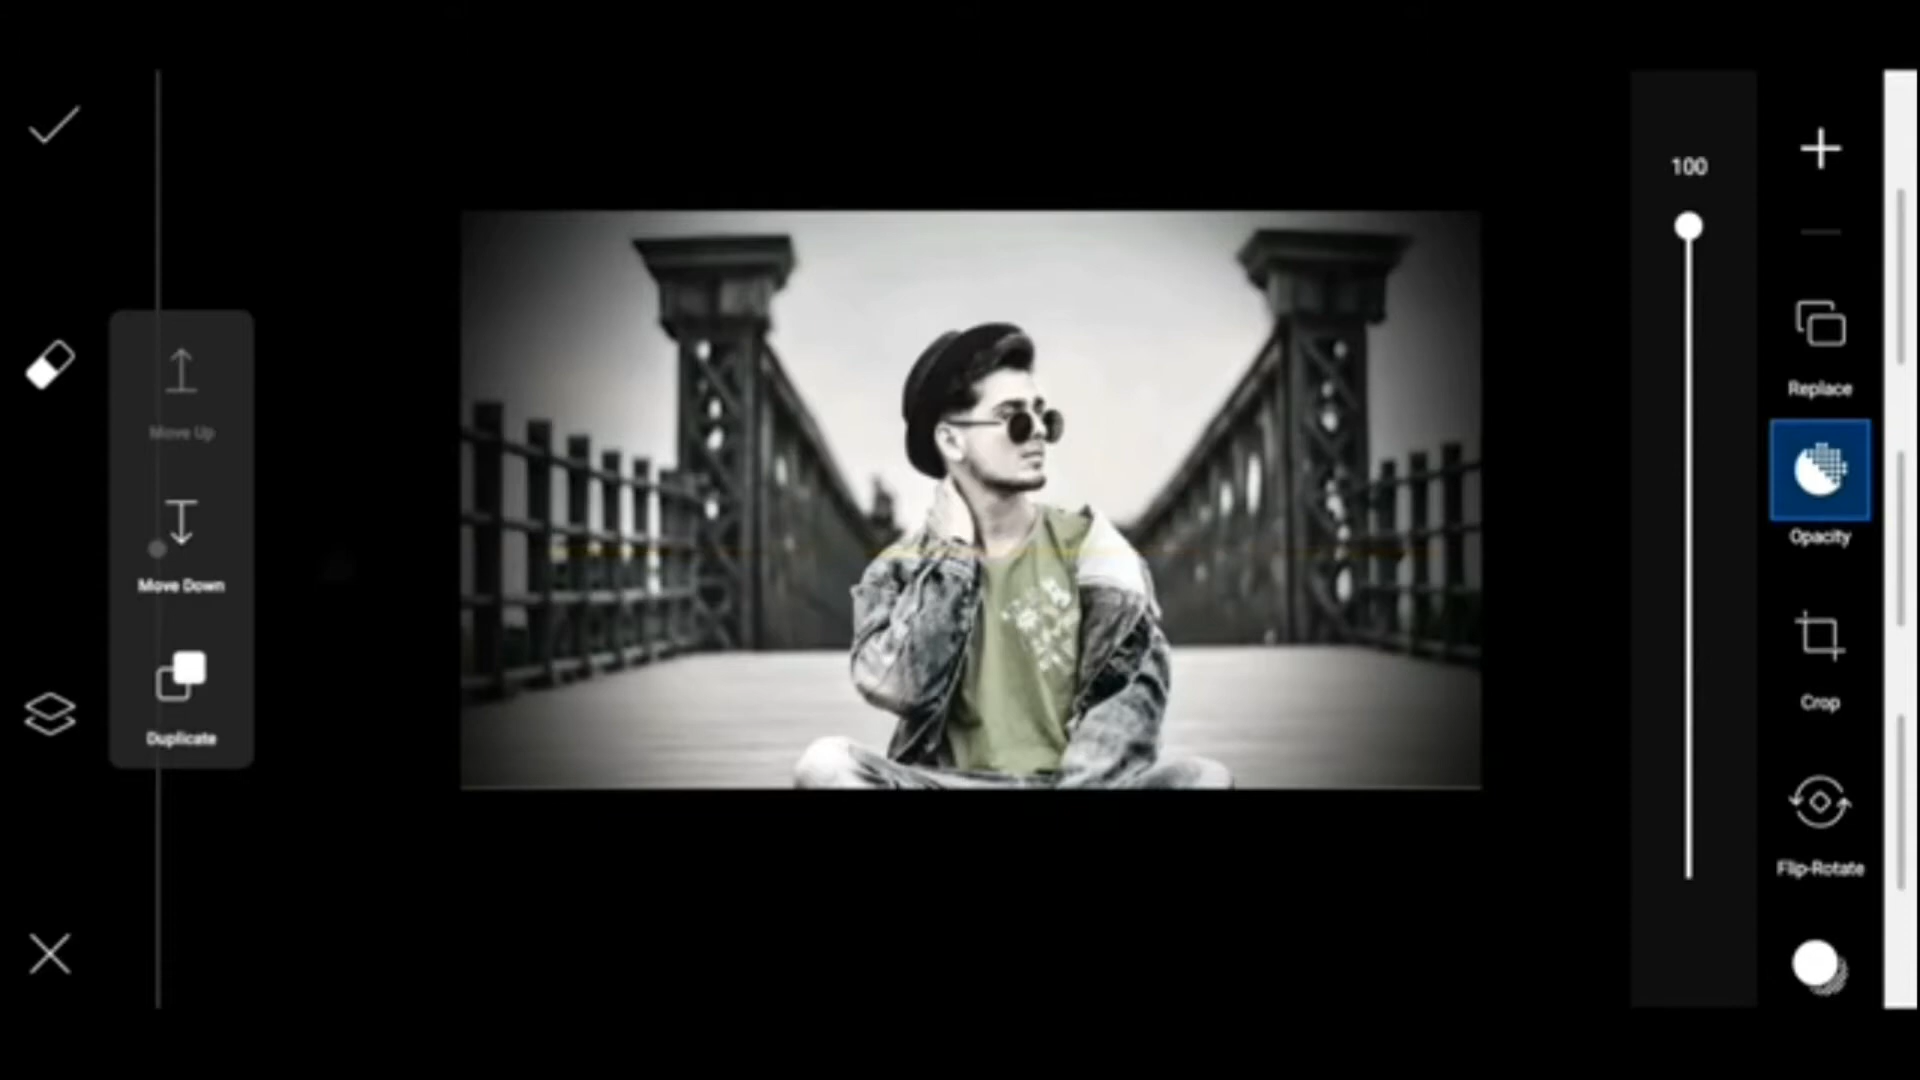 Move Up
Move Down
Duplicate
100
Replace
Opacity
Crop
Flip-Rotate